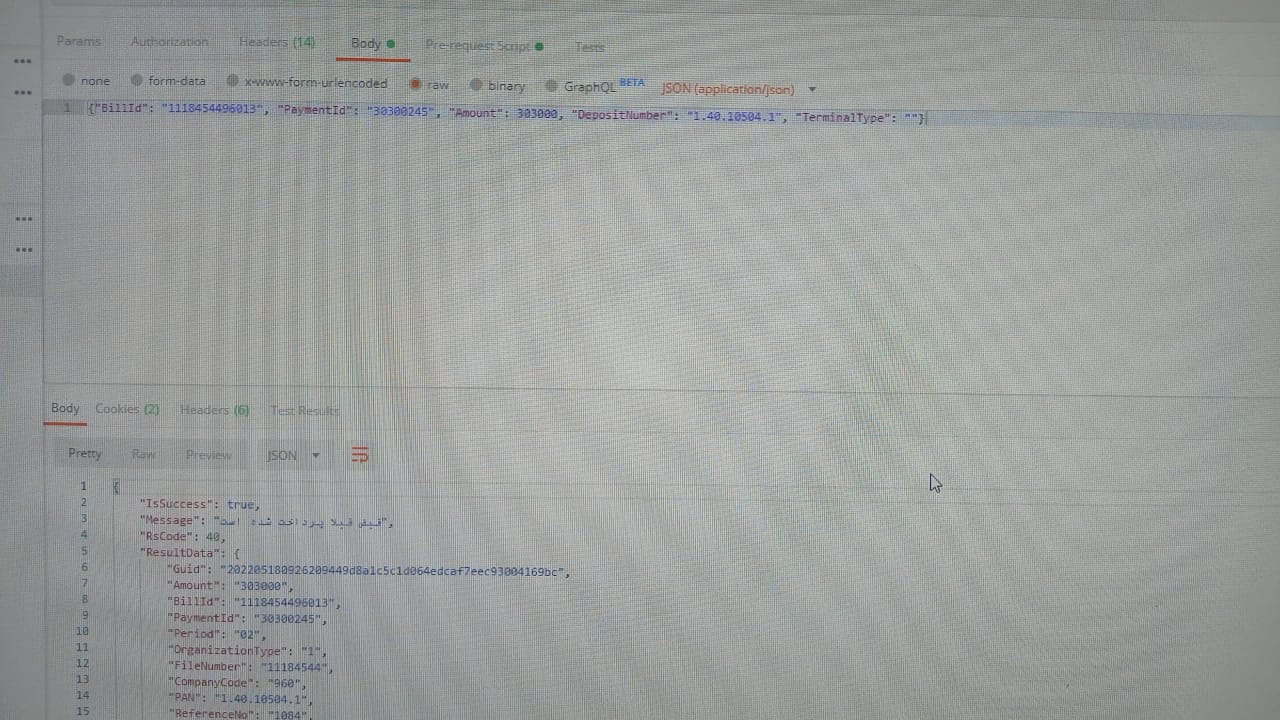 Params Authorization Headers (14) Body Pre-request Script Tests
none form-data x-www-form-urlencoded raw binary GraphQL BETA JSON (application/json)
1 {"BillId": "1118454496013", "PaymentId": "30300245", "Amount": 303000, "DepositNumber": "1.40.10504.1", "TerminalType": ""}
Body Cookies (2) Headers (6) Test Results
Pretty Raw Preview JSON
1 {
2 "IsSuccess": true,
3 "Message": "قبض قبلا پرداخت شده است",
4 "RsCode": 40,
5 "ResultData": {
6 "Guid": "202205180926209449d8a1c5c1d064edcaf7eec93004169bc",
7 "Amount": "303000",
8 "BillId": "1118454496013",
9 "PaymentId": "30300245",
10 "Period": "02",
11 "OrganizationType": "1",
12 "FileNumber": "11184544",
13 "CompanyCode": "960",
14 "PAN": "1.40.10504.1",
15 "ReferenceNo": "1084",